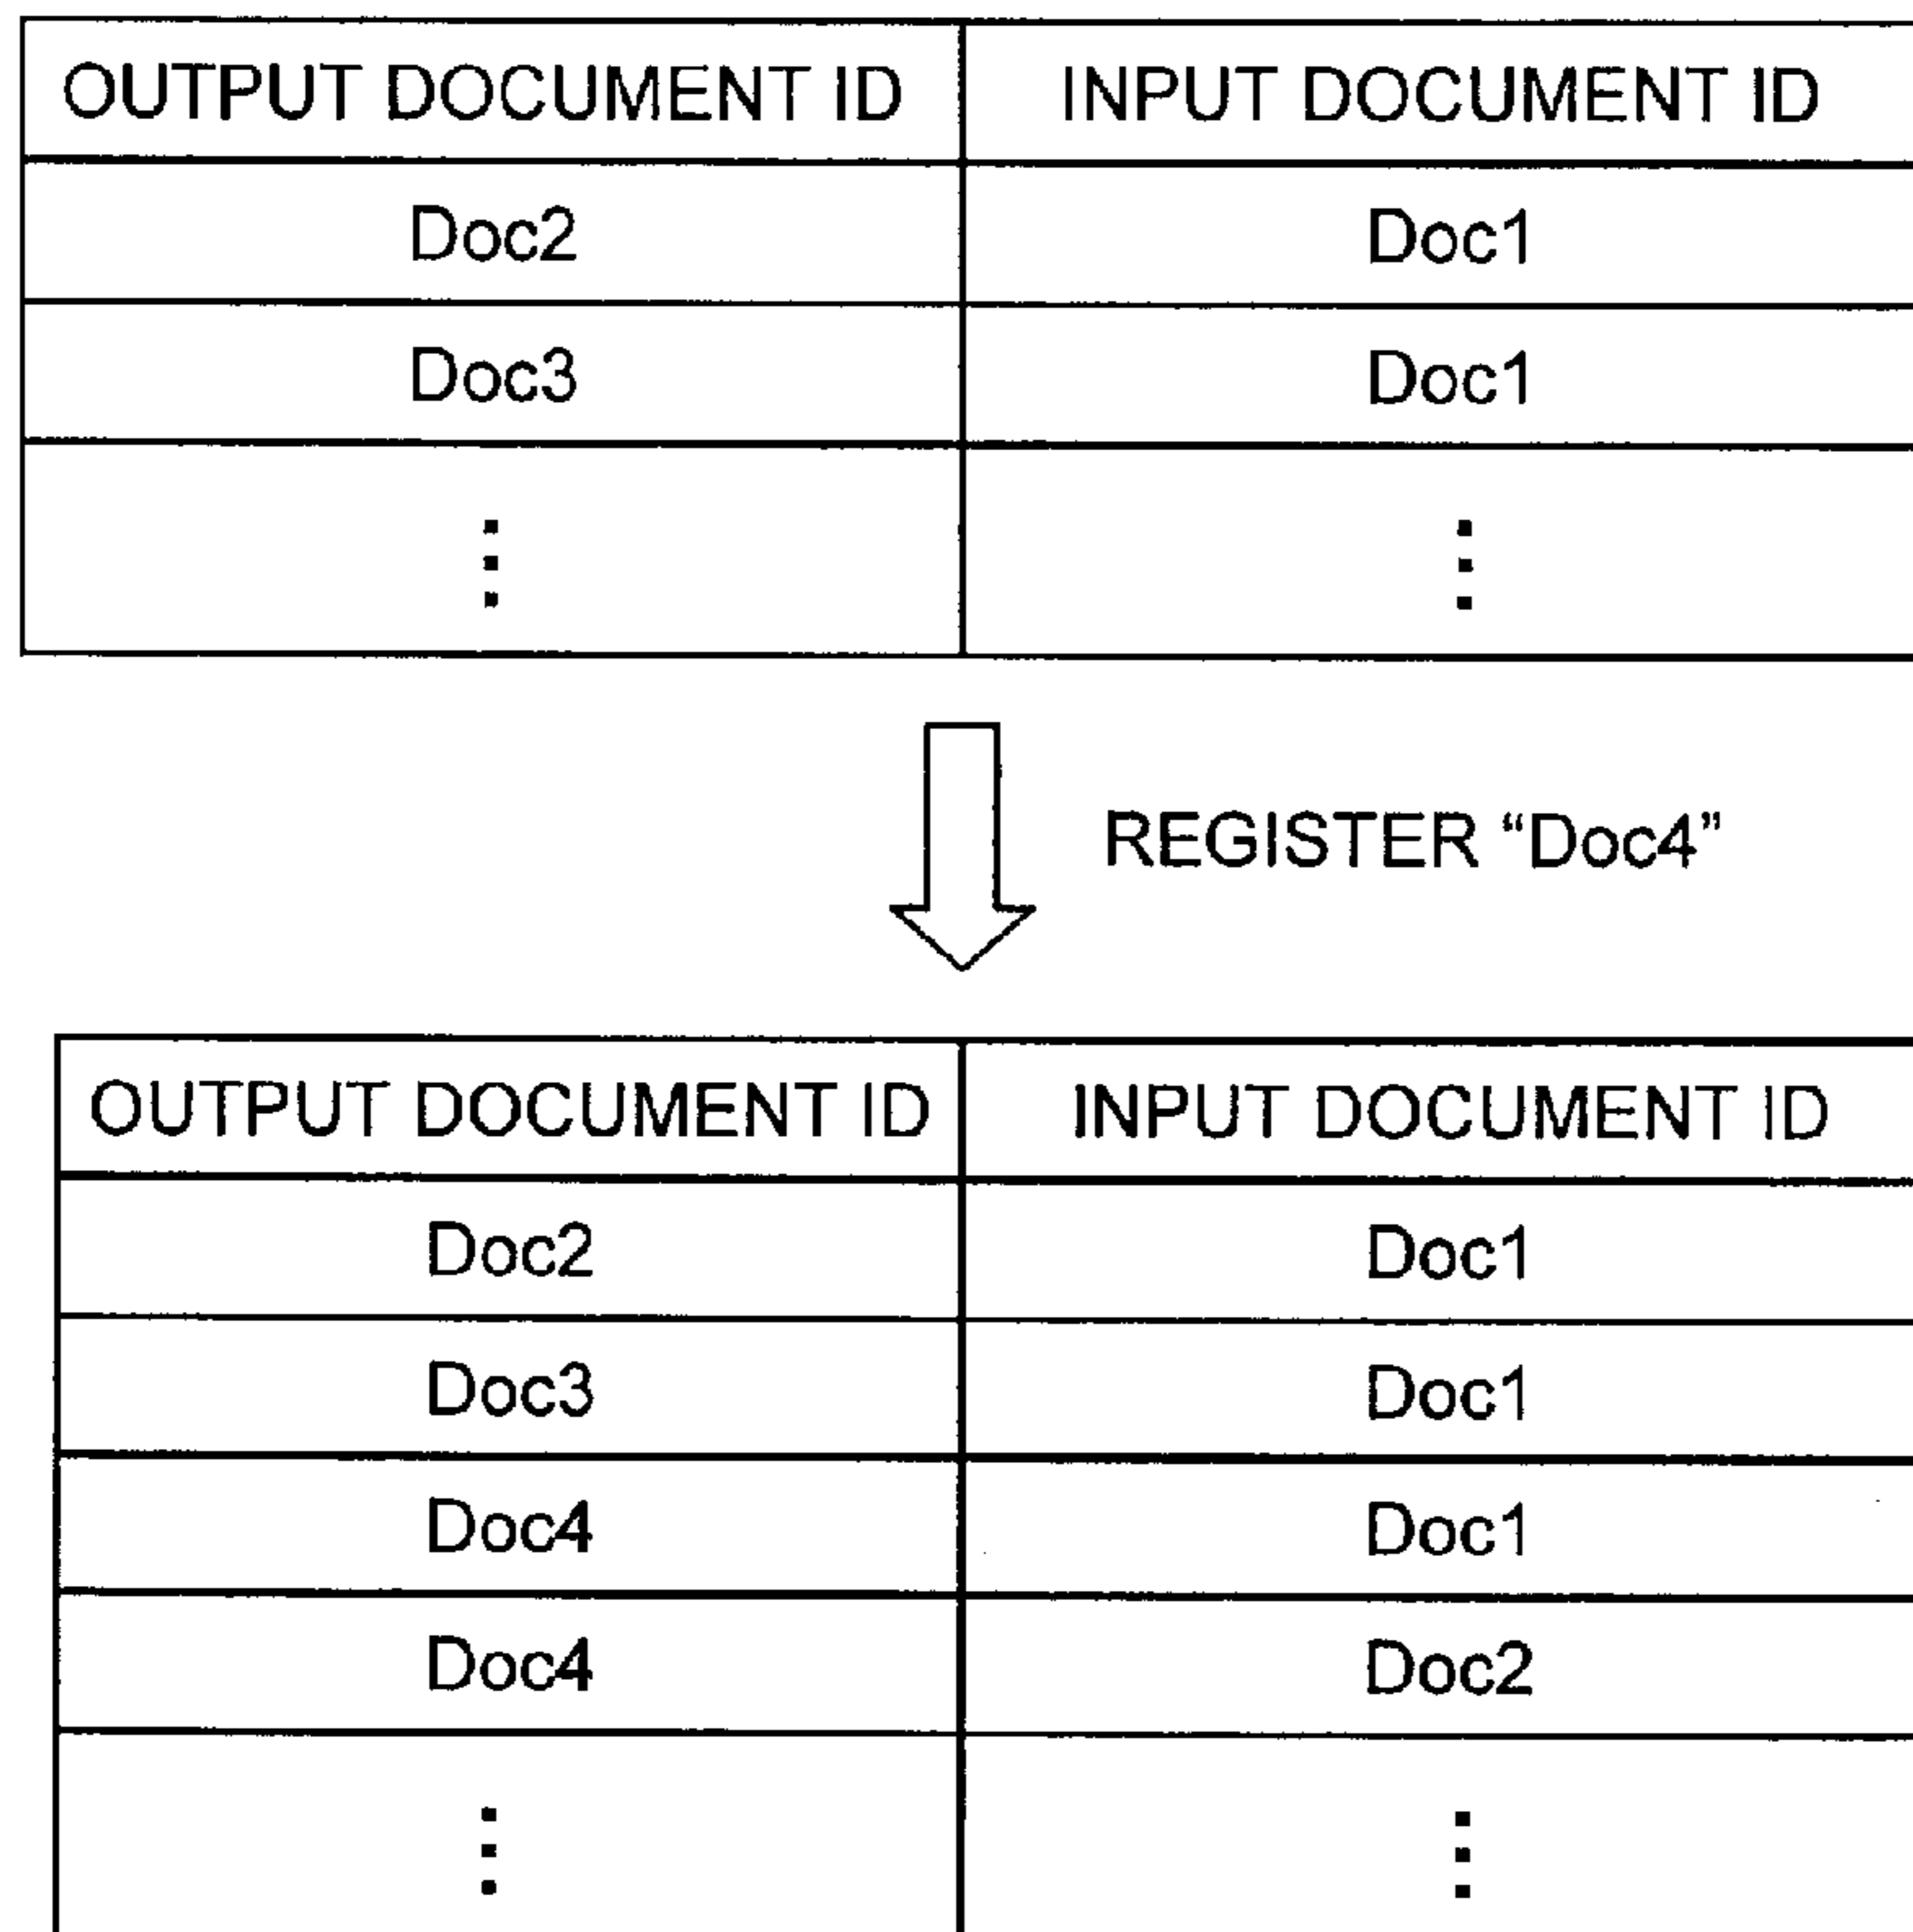 OUTPUT DOCUMENT ID INPUT DOCUMENT ID
Doc2 Doc1
Doc3 Doc1
⋮ ⋮
REGISTER “Doc4”
OUTPUT DOCUMENT ID INPUT DOCUMENT ID
Doc2 Doc1
Doc3 Doc1
Doc4 Doc1
Doc4 Doc2
⋮ ⋮